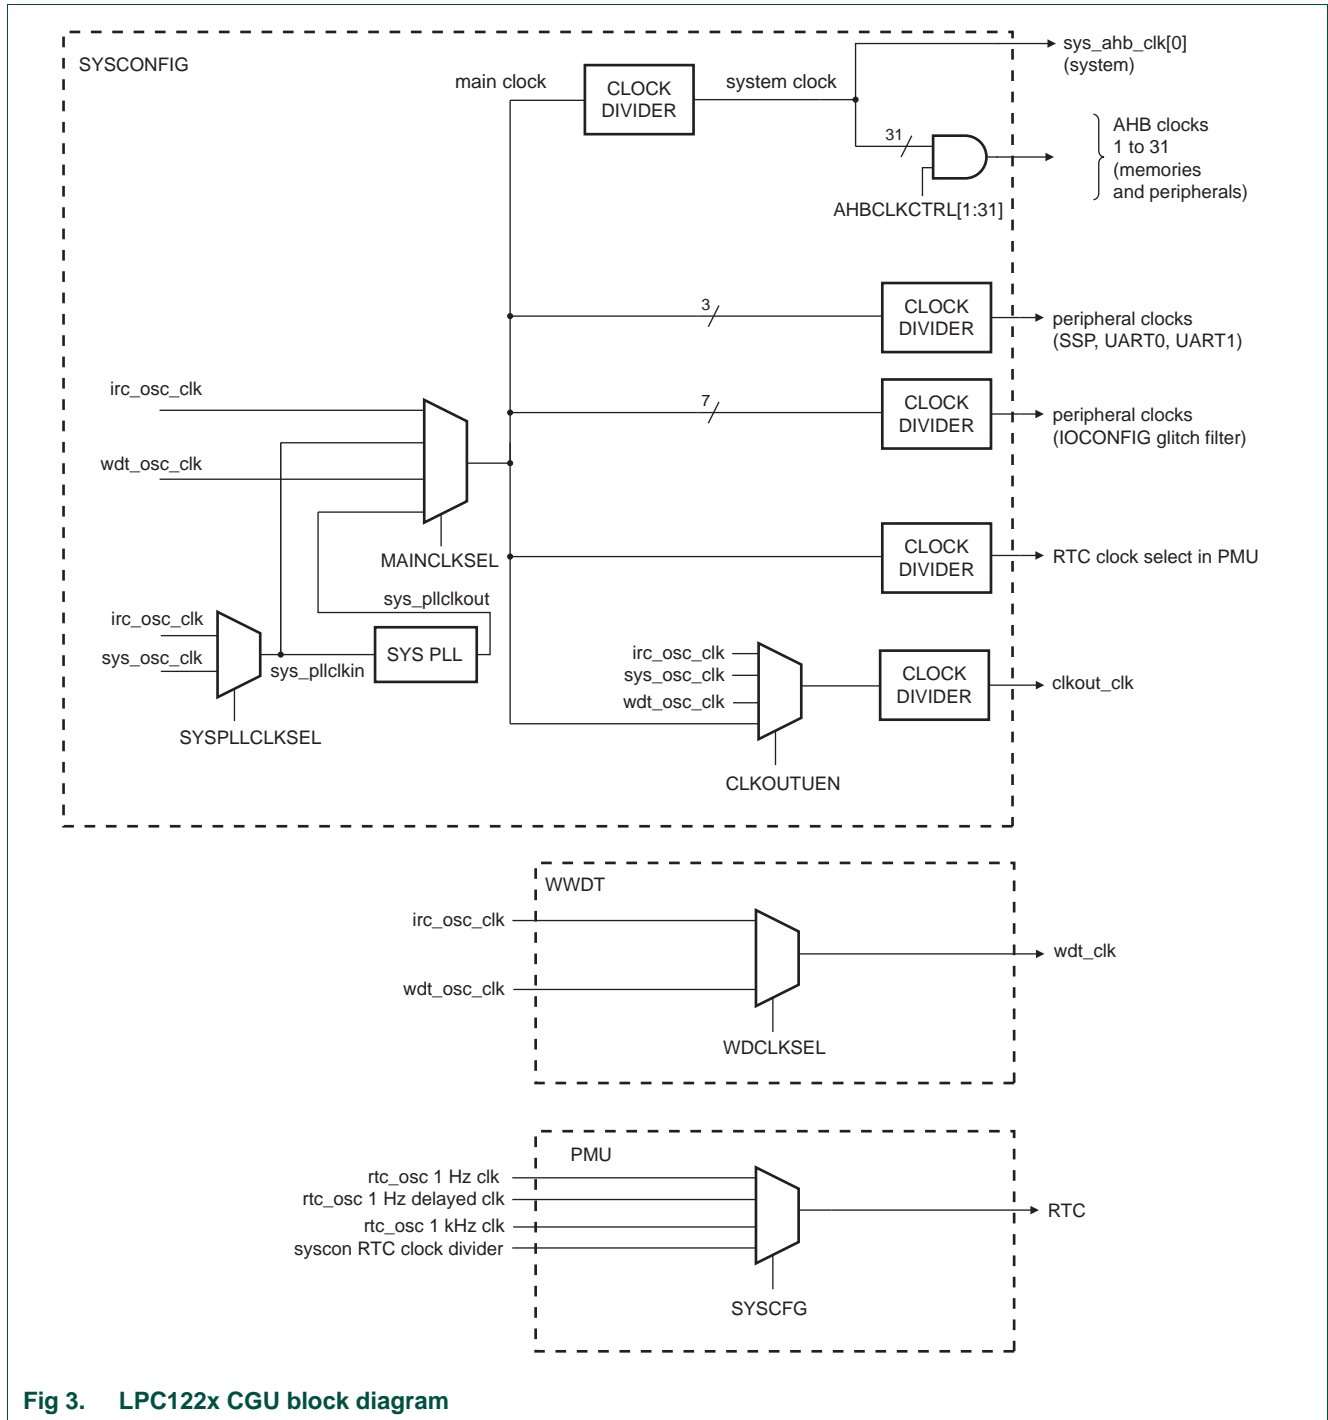 SYSCONFIG
main clock
CLOCK
DIVIDER
system clock
sys_ahb_clk[0]
(system)
31
AHBCLKCTRL[1:31]
AHB clocks
1 to 31
(memories
and peripherals)
3
CLOCK
DIVIDER
peripheral clocks
(SSP, UART0, UART1)
7
CLOCK
DIVIDER
peripheral clocks
(IOCONFIG glitch filter)
irc_osc_clk
wdt_osc_clk
MAINCLKSEL
CLOCK
DIVIDER
RTC clock select in PMU
sys_pllclkout
irc_osc_clk
sys_osc_clk
sys_pllclkin
SYS PLL
SYSPLLCLKSEL
irc_osc_clk
sys_osc_clk
wdt_osc_clk
CLOCK
DIVIDER
clkout_clk
CLKOUTUEN
WWDT
irc_osc_clk
wdt_osc_clk
wdt_clk
WDCLKSEL
PMU
rtc_osc 1 Hz clk
rtc_osc 1 Hz delayed clk
rtc_osc 1 kHz clk
syscon RTC clock divider
RTC
SYSCFG
Fig 3. LPC122x CGU block diagram